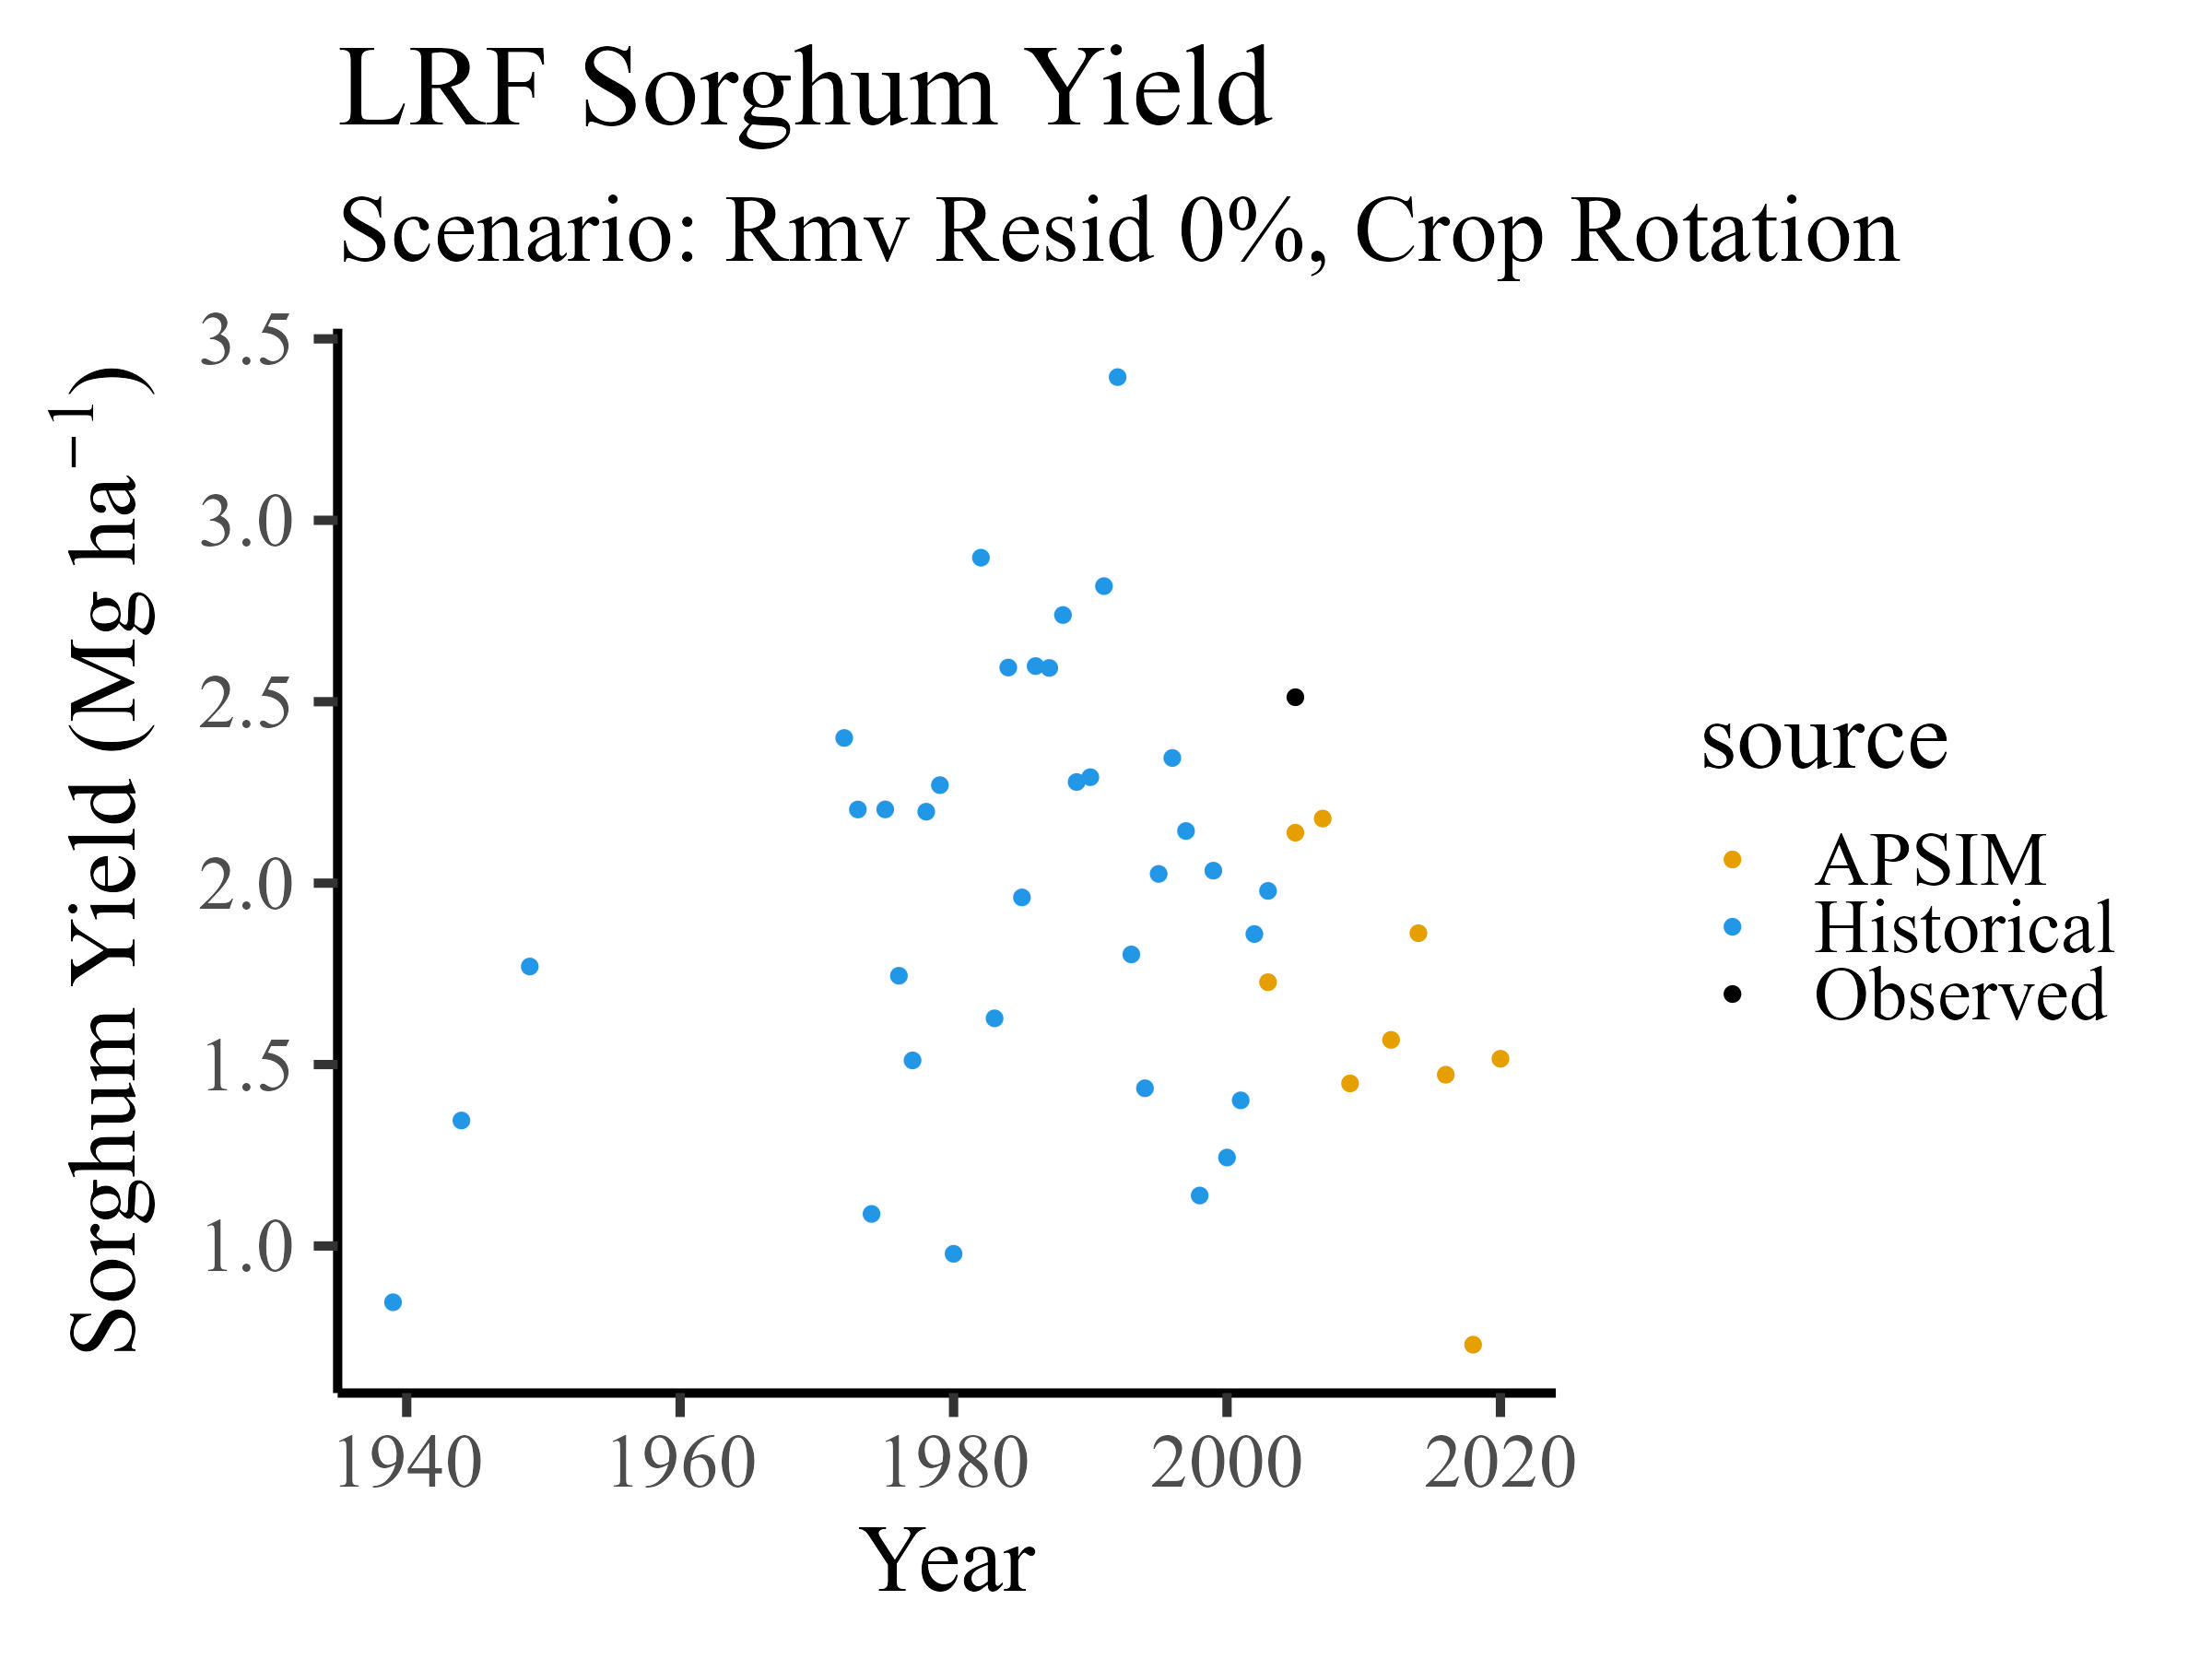 LRF Sorghum Yield
Scenario: Rmv Resid 0%, Crop Rotation
Sorghum Yield (Mg ha⁻¹)
3.5
3.0
2.5
2.0
1.5
1.0
1940 1960 1980 2000 2020
Year
source
APSIM
Historical
Observed